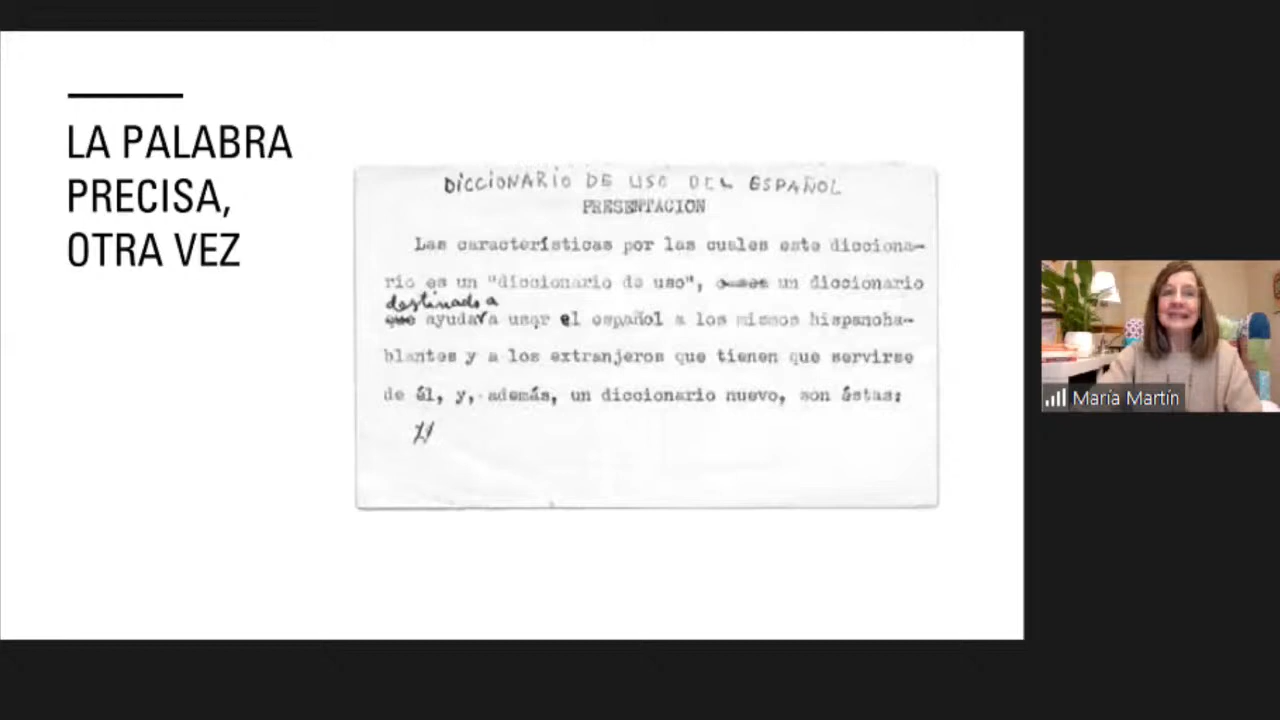 LA PALABRA
PRECISA,
OTRA VEZ
DiCCiONARiO DE USO DEL ESPAÑOL
PRESENTACION
Las características por las cuales este dicciona-
rio es un "diccionario de uso", un diccionario
destinado a
que ayudara usar el español a los mismos hispanoha-
blantes y a los extranjeros que tienen que servirse
de él, y, además, un diccionario nuevo, son éstas:
María Martín